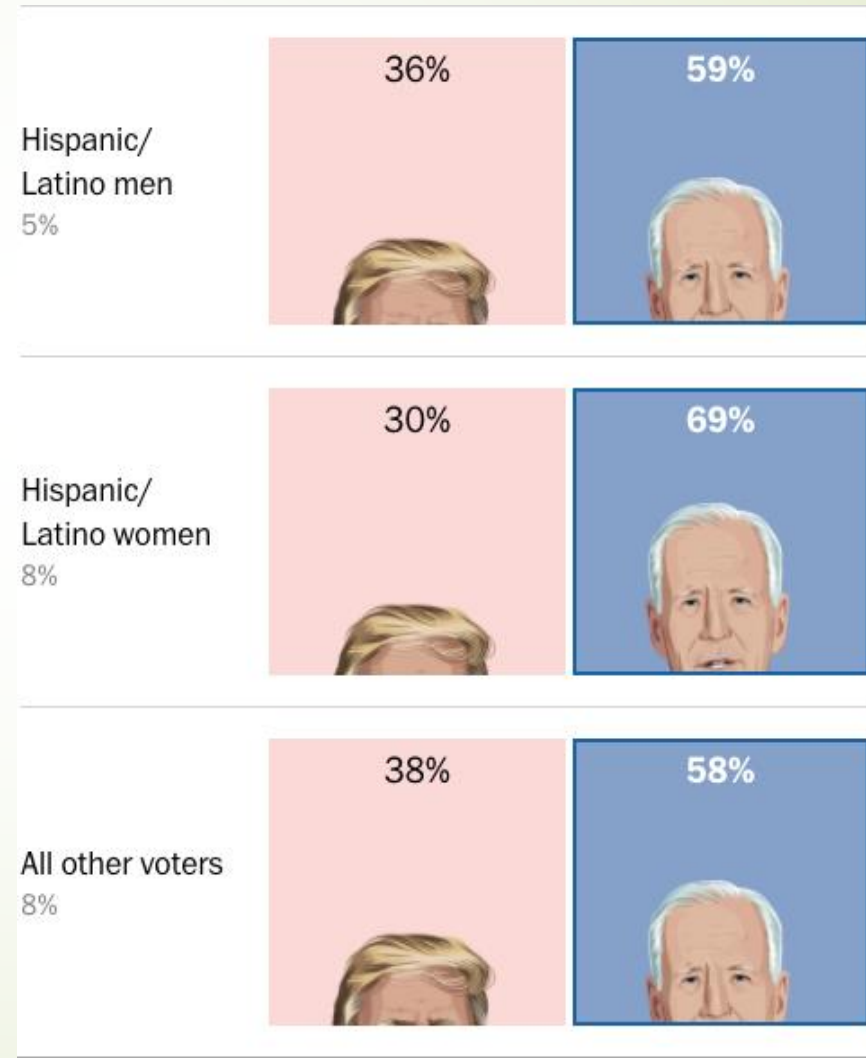 36%
59%
Hispanic/
Latino men
5%
30%
69%
Hispanic/
Latino women
8%
38%
58%
All other voters
8%